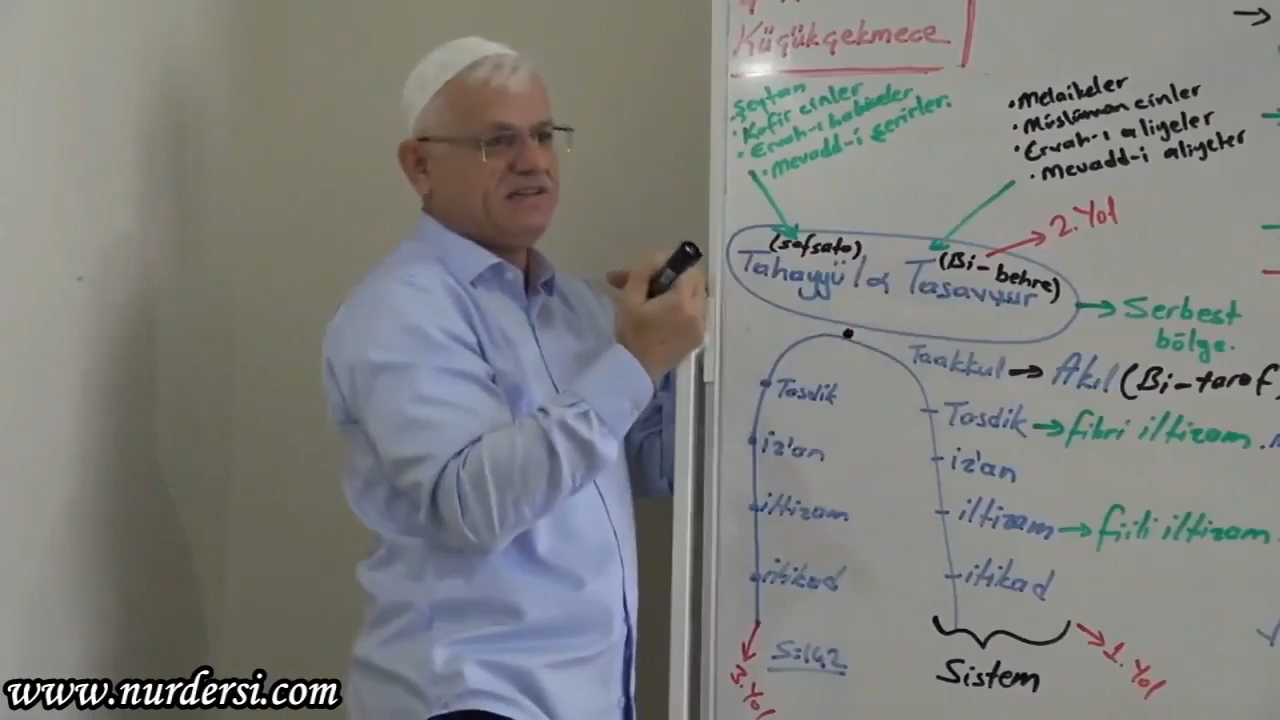 Küçükçekmece
Şeytan
• Kafir cinler
• Ervah-ı habiseler
• Mevadd-i şerirler.
• Melaikeler
• Müslüman cinler
• Ervah-ı aliyeler
• Mevadd-i aliyeler
2. Yol
(safsata)
(Bi-behre)
Tahayyül Tasavvur
Serbest
bölge.
Taakkul → Akıl (Bi-taraf)
Tasdik
iz'an
iltizam
itikad
Tasdik → fikri iltizam.
iz'an
iltizam → fiili iltizam
itikad
3. Yol
S:142
Sistem
1. Yol
www.nurdersi.com